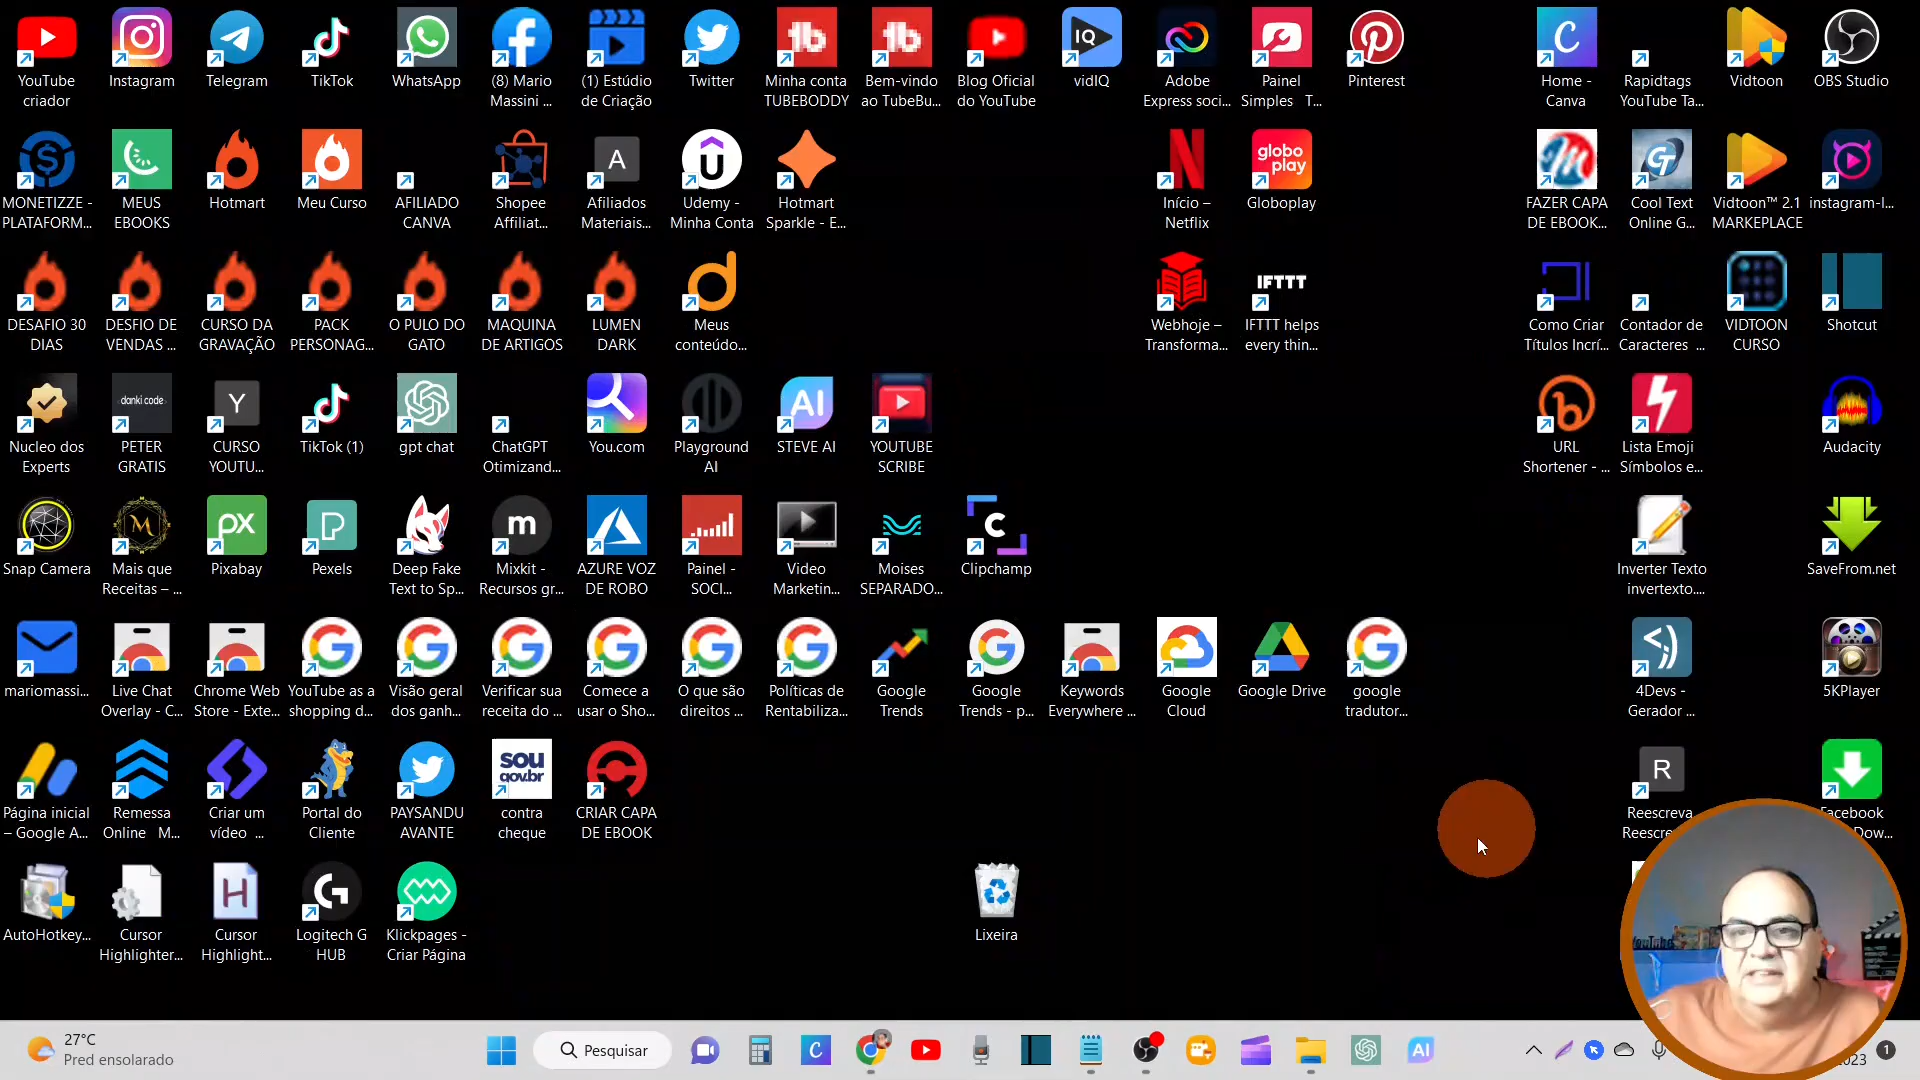 YouTube
criador
Instagram
Telegram
TikTok
WhatsApp
(8) Mario
Massini ...
(1) Estúdio
de Criação
Twitter
Minha conta
TUBEBODDY
Bem-vindo
ao TubeBu...
Blog Oficial
do YouTube
IQ
vidIQ
Adobe
Express soci...
Painel
Simples T...
Pinterest
Home -
Canva
Rapidtags
YouTube Ta...
Vidtoon
OBS Studio
MONETIZZE -
PLATAFORM...
MEUS
EBOOKS
Hotmart
Meu Curso
AFILIADO
CANVA
Shopee
Affiliat...
A
Afiliados
Materiais...
Udemy -
Minha Conta
Hotmart
Sparkle - E...
Início –
Netflix
globo
play
Globoplay
FAZER CAPA
DE EBOOK...
Cool Text
Online G...
Vidtoon™ 2.1
MARKEPLACE
instagram-l...
DESAFIO 30
DIAS
DESFIO DE
VENDAS ...
CURSO DA
GRAVAÇÃO
PACK
PERSONAG...
O PULO DO
GATO
MAQUINA
DE ARTIGOS
LUMEN
DARK
Meus
conteúdo...
Webhoje –
Transforma...
IFTTT
IFTTT helps
every thin...
Como Criar
Títulos Incrí...
Contador de
Caracteres ...
VIDTOON
CURSO
Shotcut
Nucleo dos
Experts
danki code
PETER
GRATIS
Y
CURSO
YOUTU...
TikTok (1)
gpt chat
ChatGPT
Otimizand...
You.com
Playground
AI
AI
STEVE AI
YOUTUBE
SCRIBE
URL
Shortener - ...
Lista Emoji
Símbolos e...
Audacity
Snap Camera
Mais que
Receitas – ...
px
Pixabay
Pexels
Deep Fake
Text to Sp...
m
Mixkit -
Recursos gr...
AZURE VOZ
DE ROBO
Painel -
SOCI...
Video
Marketin...
Moises
SEPARADO...
Clipchamp
Inverter Texto
invertexto....
SaveFrom.net
mariomassi...
Live Chat
Overlay - C...
Chrome Web
Store - Exte...
YouTube as a
shopping d...
Visão geral
dos ganh...
Verificar sua
receita do ...
Comece a
usar o Sho...
O que são
direitos ...
Políticas de
Rentabiliza...
Google
Trends
Google
Trends - p...
Keywords
Everywhere ...
Google
Cloud
Google Drive
google
tradutor...
4Devs -
Gerador ...
5KPlayer
Página inicial
– Google A...
Remessa
Online M...
Criar um
vídeo ...
Portal do
Cliente
PAYSANDU
AVANTE
sou
gov.br
contra
cheque
CRIAR CAPA
DE EBOOK
R
Reescreva
Facebook
AutoHotkey...
Cursor
Highlighter...
H
Cursor
Highlight...
Logitech G
HUB
Klickpages -
Criar Página
Lixeira
27°C
Pred ensolarado
Pesquisar
AI
1